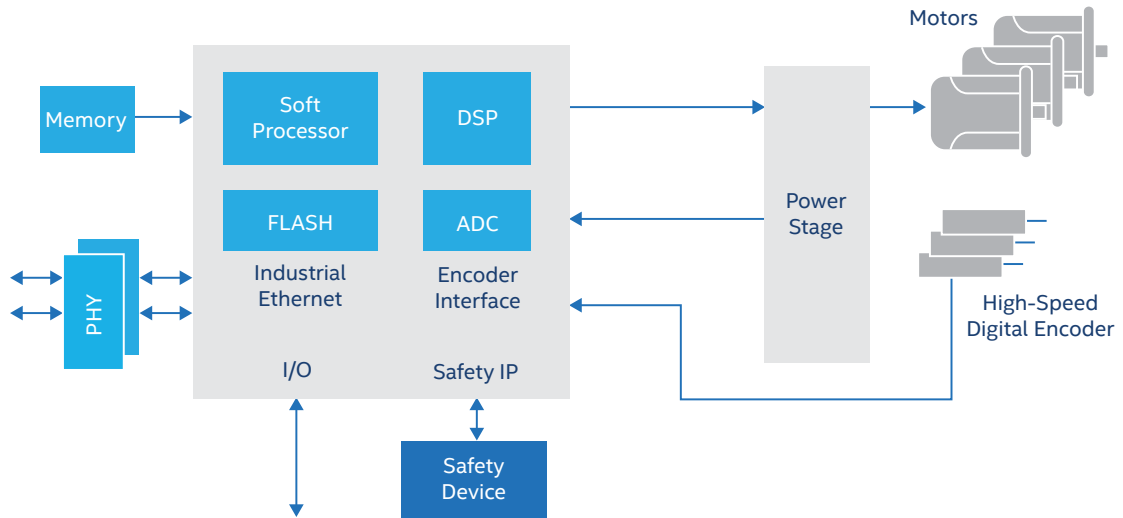 Motors
Memory
Soft
Processor
DSP
FLASH
ADC
Power
Stage
Industrial
Ethernet
Encoder
Interface
PHY
High-Speed
Digital Encoder
I/O
Safety IP
Safety
Device